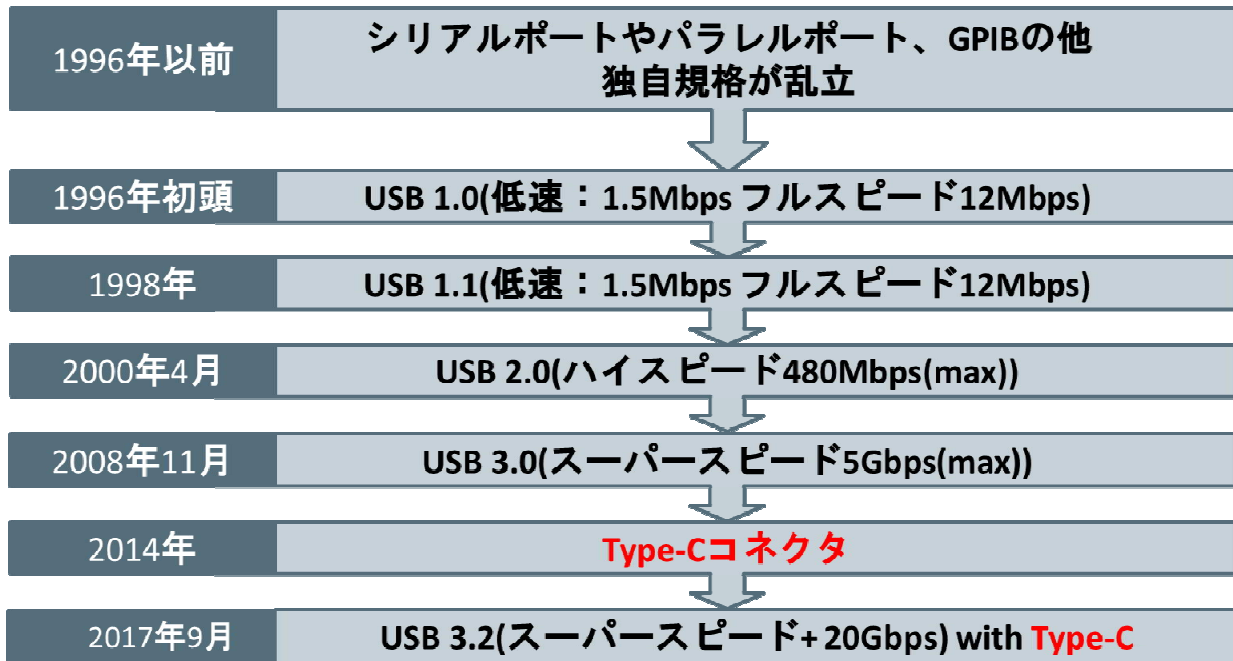 1996年以前
シリアルポートやパラレルポート、GPIBの他
独自規格が乱立
1996年初頭
USB 1.0(低速：1.5Mbps フルスピード12Mbps)
1998年
USB 1.1(低速：1.5Mbps フルスピード12Mbps)
2000年4月
USB 2.0(ハイスピード480Mbps(max))
2008年11月
USB 3.0(スーパースピード5Gbps(max))
2014年
Type-Cコネクタ
2017年9月
USB 3.2(スーパースピード+ 20Gbps) with Type-C